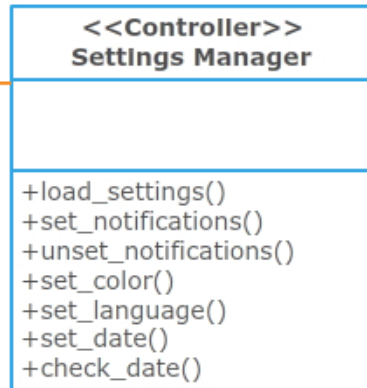 <<Controller>>
Settings Manager
+load_settings()
+set_notifications()
+unset_notifications()
+set_color()
+set_language()
+set_date()
+check_date()